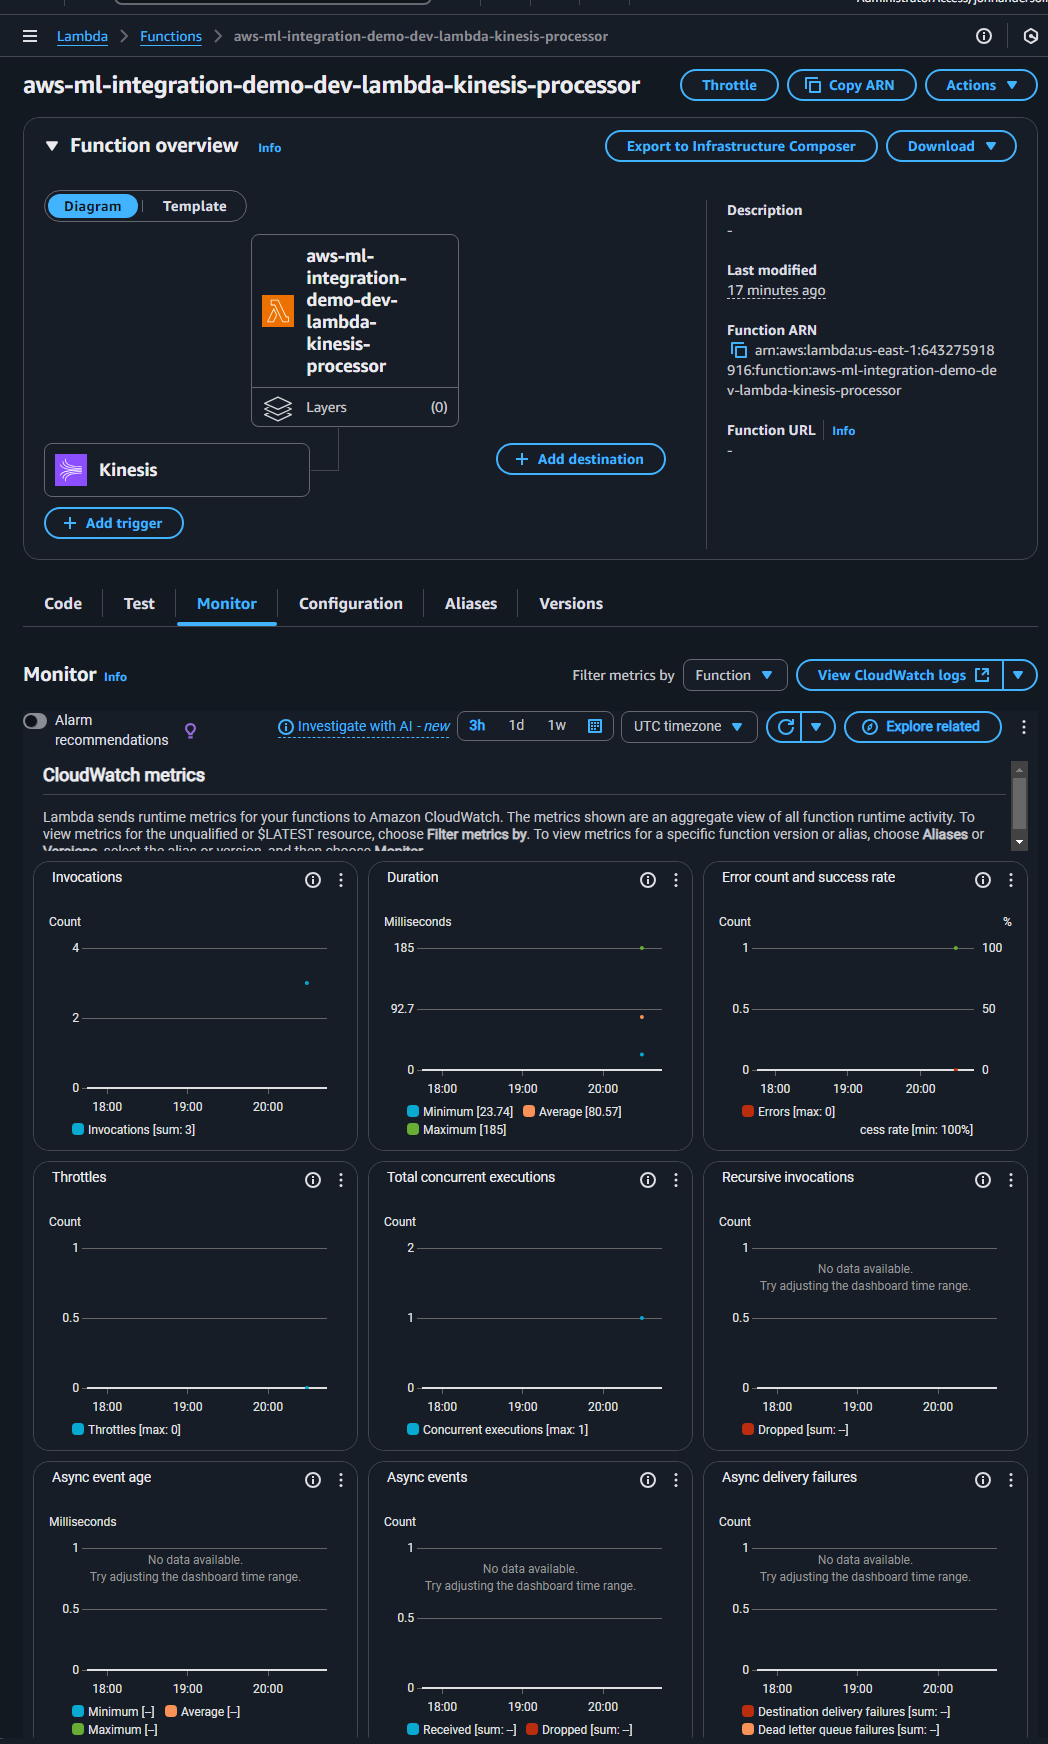 Lambda > Functions > aws-ml-integration-demo-dev-lambda-kinesis-processor
aws-ml-integration-demo-dev-lambda-kinesis-processor
Throttle
Copy ARN
Actions
Function overview Info
Export to Infrastructure Composer
Download
Diagram
Template
aws-ml-
integration-
demo-dev-
lambda-
kinesis-
processor
Layers (0)
Kinesis
+ Add trigger
+ Add destination
Description
-
Last modified
17 minutes ago
Function ARN
arn:aws:lambda:us-east-1:643275918
916:function:aws-ml-integration-demo-de
v-lambda-kinesis-processor
Function URL Info
-
Code
Test
Monitor
Configuration
Aliases
Versions
Monitor Info
Filter metrics by
Function
View CloudWatch logs
Alarm
recommendations
Investigate with AI - new
3h
1d
1w
UTC timezone
Explore related
CloudWatch metrics
Lambda sends runtime metrics for your functions to Amazon CloudWatch. The metrics shown are an aggregate view of all function runtime activity. To
view metrics for the unqualified or $LATEST resource, choose Filter metrics by. To view metrics for a specific function version or alias, choose Aliases or
Versions, select the alias or version, and then choose Monitor.
Invocations
Count
4
2
0
18:00 19:00 20:00
Invocations [sum: 3]
Duration
Milliseconds
185
92.7
0
18:00 19:00 20:00
Minimum [23.74] Average [80.57]
Maximum [185]
Error count and success rate
Count %
1 100
0.5 50
0 0
18:00 19:00 20:00
Errors [max: 0]
cess rate [min: 100%]
Throttles
Count
1
0.5
0
18:00 19:00 20:00
Throttles [max: 0]
Total concurrent executions
Count
2
1
0
18:00 19:00 20:00
Concurrent executions [max: 1]
Recursive invocations
Count
1
No data available.
Try adjusting the dashboard time range.
0.5
0
18:00 19:00 20:00
Dropped [sum: --]
Async event age
Milliseconds
1
No data available.
Try adjusting the dashboard time range.
0.5
0
18:00 19:00 20:00
Minimum [--] Average [--]
Maximum [--]
Async events
Count
1
No data available.
Try adjusting the dashboard time range.
0.5
0
18:00 19:00 20:00
Received [sum: --] Dropped [sum: --]
Async delivery failures
Count
1
No data available.
Try adjusting the dashboard time range.
0.5
0
18:00 19:00 20:00
Destination delivery failures [sum: --]
Dead letter queue failures [sum: --]